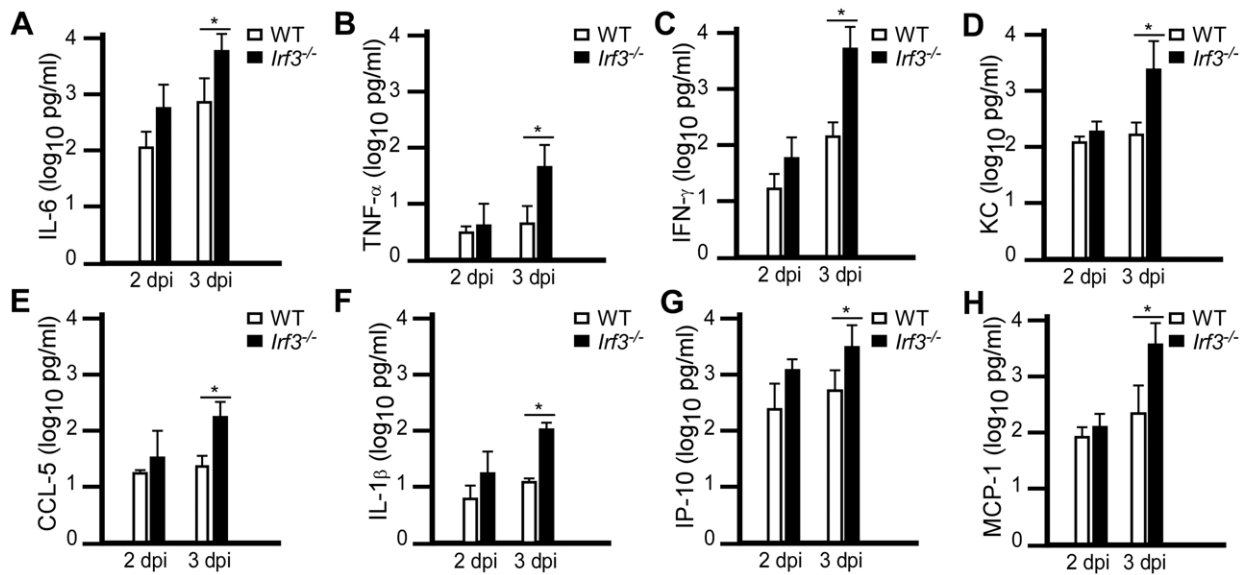 A
IL-6 (log10 pg/ml)
4
3
2
1
0
*
WT
Irf3-/-
2 dpi 3 dpi
B
TNF-α (log10 pg/ml)
4
3
2
1
0
*
WT
Irf3-/-
2 dpi 3 dpi
C
IFN-γ (log10 pg/ml)
4
3
2
1
0
*
WT
Irf3-/-
2 dpi 3 dpi
D
KC (log10 pg/ml)
4
3
2
1
0
*
WT
Irf3-/-
2 dpi 3 dpi
E
CCL-5 (log10 pg/ml)
4
3
2
1
0
*
WT
Irf3-/-
2 dpi 3 dpi
F
IL-1β (log10 pg/ml)
4
3
2
1
0
*
WT
Irf3-/-
2 dpi 3 dpi
G
IP-10 (log10 pg/ml)
4
3
2
1
0
*
WT
Irf3-/-
2 dpi 3 dpi
H
MCP-1 (log10 pg/ml)
4
3
2
1
0
*
WT
Irf3-/-
2 dpi 3 dpi